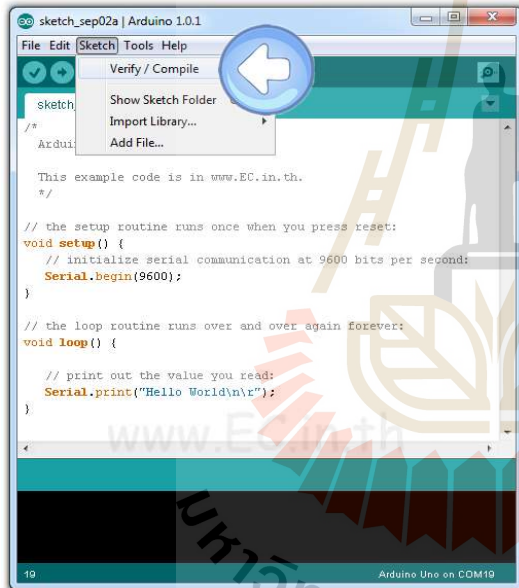 sketch_sep02a | Arduino 1.0.1
File Edit Sketch Tools Help
Verify / Compile
Show Sketch Folder
Import Library...
Add File...
/*
This example code is in www.EC.in.th.
*/
// the setup routine runs once when you press reset:
void setup() {
// initialize serial communication at 9600 bits per second:
Serial.begin(9600);
}
// the loop routine runs over and over again forever:
void loop() {
// print out the value you read:
Serial.print("Hello World\n\r");
}
www.EC.in.th
19
Arduino Uno on COM19